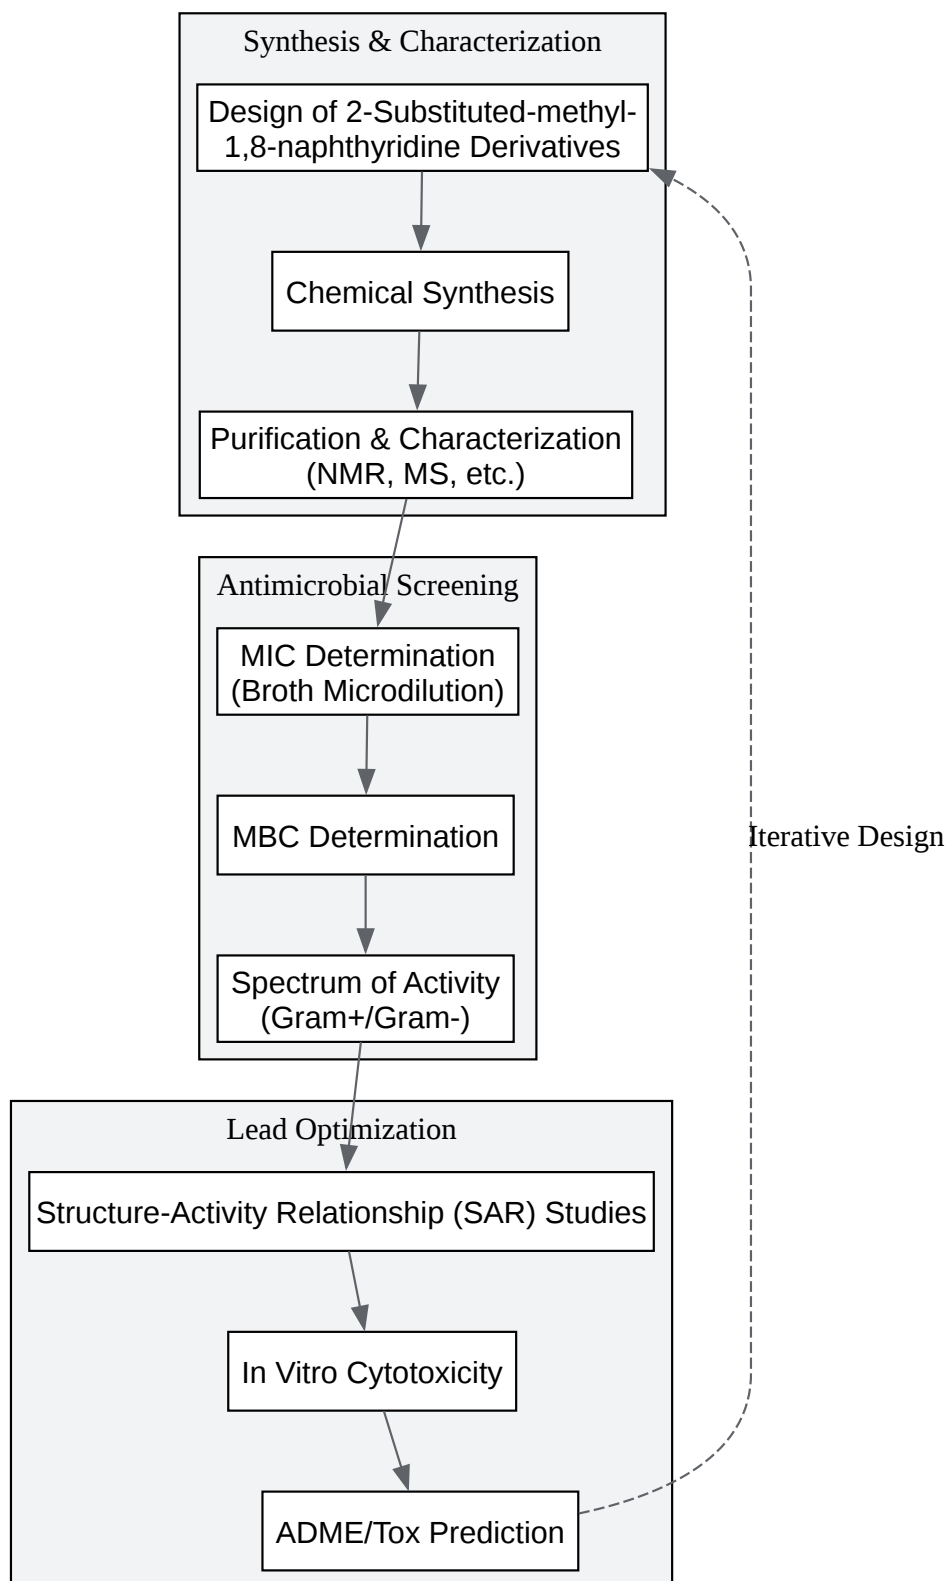 Synthesis & Characterization
Design of 2-Substituted-methyl-
1,8-naphthyridine Derivatives
Chemical Synthesis
Purification & Characterization
(NMR, MS, etc.)
Antimicrobial Screening
MIC Determination
(Broth Microdilution)
MBC Determination
Iterative Design
Spectrum of Activity
(Gram+/Gram-)
Lead Optimization
Structure-Activity Relationship (SAR) Studies
In Vitro Cytotoxicity
ADME/Tox Prediction